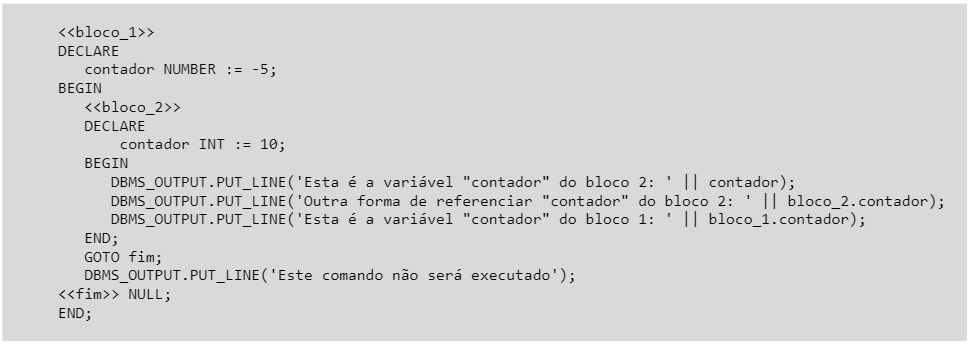 <<bloco_1>>
DECLARE
contador NUMBER := -5;
BEGIN
<<bloco_2>>
DECLARE
contador INT := 10;
BEGIN
DBMS_OUTPUT.PUT_LINE('Esta é a variável "contador" do bloco 2: ' || contador);
DBMS_OUTPUT.PUT_LINE('Outra forma de referenciar "contador" do bloco 2: ' || bloco_2.contador);
DBMS_OUTPUT.PUT_LINE('Esta é a variável "contador" do bloco 1: ' || bloco_1.contador);
END;
GOTO fim;
DBMS_OUTPUT.PUT_LINE('Este comando não será executado');
<<fim>> NULL;
END;